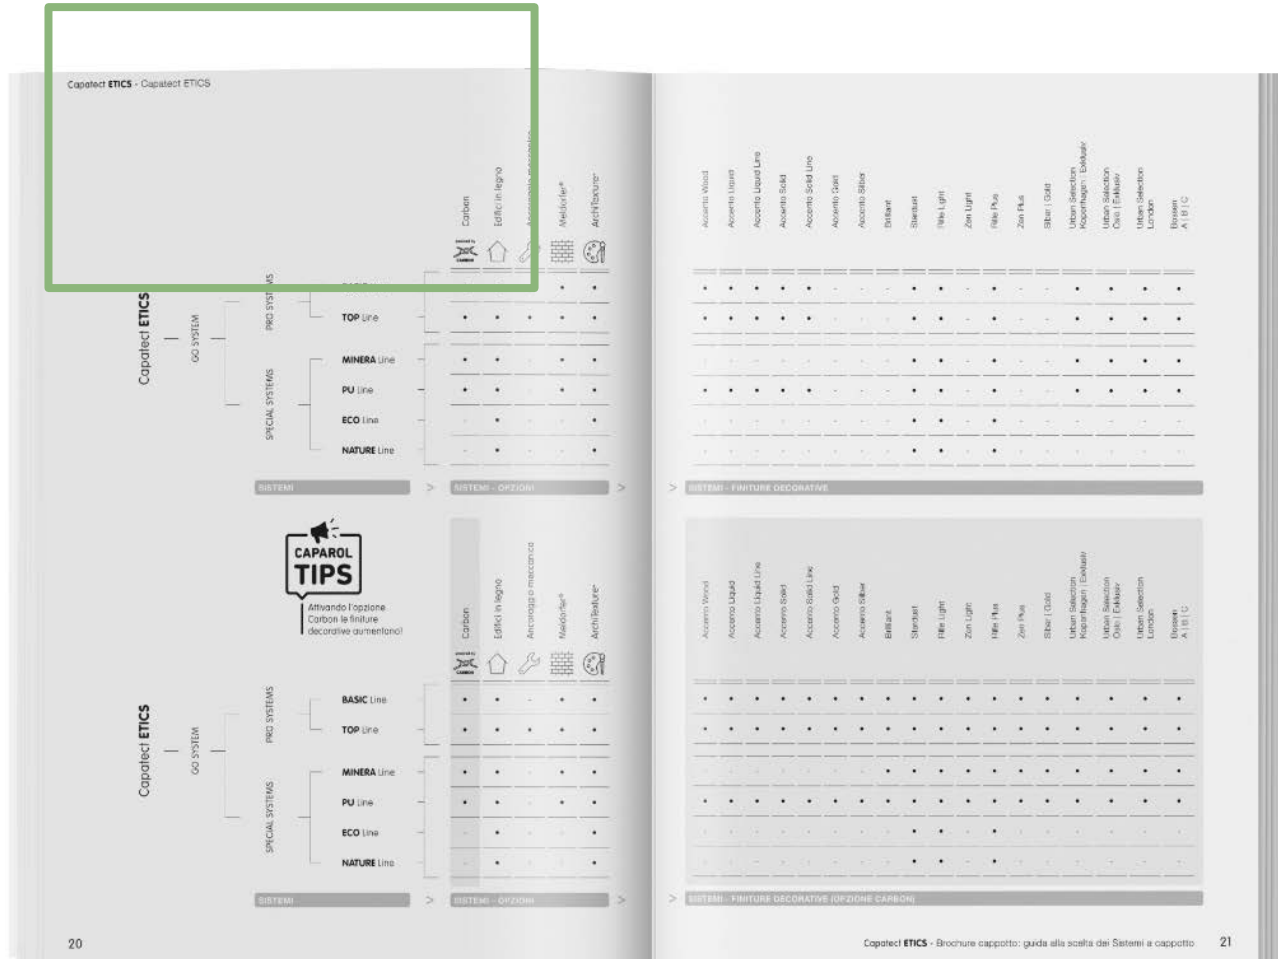 Capatect ETICS - Capatect ETICS
Carbon
Edifici in legno
Meldorfer®
ArchiTexture®
powered by
CARBON
Accento Wood
Accento Liquid
Accento Liquid Line
Accento Solid
Accento Solid Line
Accento Gold
Accento Silber
Brillant
Stardust
Rille Light
Zen Light
Rille Plus
Zen Plus
Silber | Gold
Urban Selection
Kopenhagen | Exklusiv
Urban Selection
Oslo | Exklusiv
Urban Selection
London
Bossen
A | B | C
Capatect ETICS
GO SYSTEM
PRO SYSTEMS
TOP Line
SPECIAL SYSTEMS
MINERA Line
PU Line
ECO Line
NATURE Line
SISTEMI
>
SISTEMI - OPZIONI
>
>
SISTEMI - FINITURE DECORATIVE
CAPAROL
TIPS
Attivando l'opzione
Carbon le finiture
decorative aumentano!
Carbon
Edifici in legno
Ancoraggio meccanico
Meldorfer®
ArchiTexture®
powered by
CARBON
Accento Wood
Accento Liquid
Accento Liquid Line
Accento Solid
Accento Solid Line
Accento Gold
Accento Silber
Brillant
Stardust
Rille Light
Zen Light
Rille Plus
Zen Plus
Silber | Gold
Urban Selection
Kopenhagen | Exklusiv
Urban Selection
Oslo | Exklusiv
Urban Selection
London
Bossen
A | B | C
Capatect ETICS
GO SYSTEM
PRO SYSTEMS
BASIC Line
TOP Line
SPECIAL SYSTEMS
MINERA Line
PU Line
ECO Line
NATURE Line
SISTEMI
>
SISTEMI - OPZIONI
>
>
SISTEMI - FINITURE DECORATIVE (OPZIONE CARBON)
20
Capatect ETICS - Brochure cappotto: guida alla scelta dei Sistemi a cappotto
21